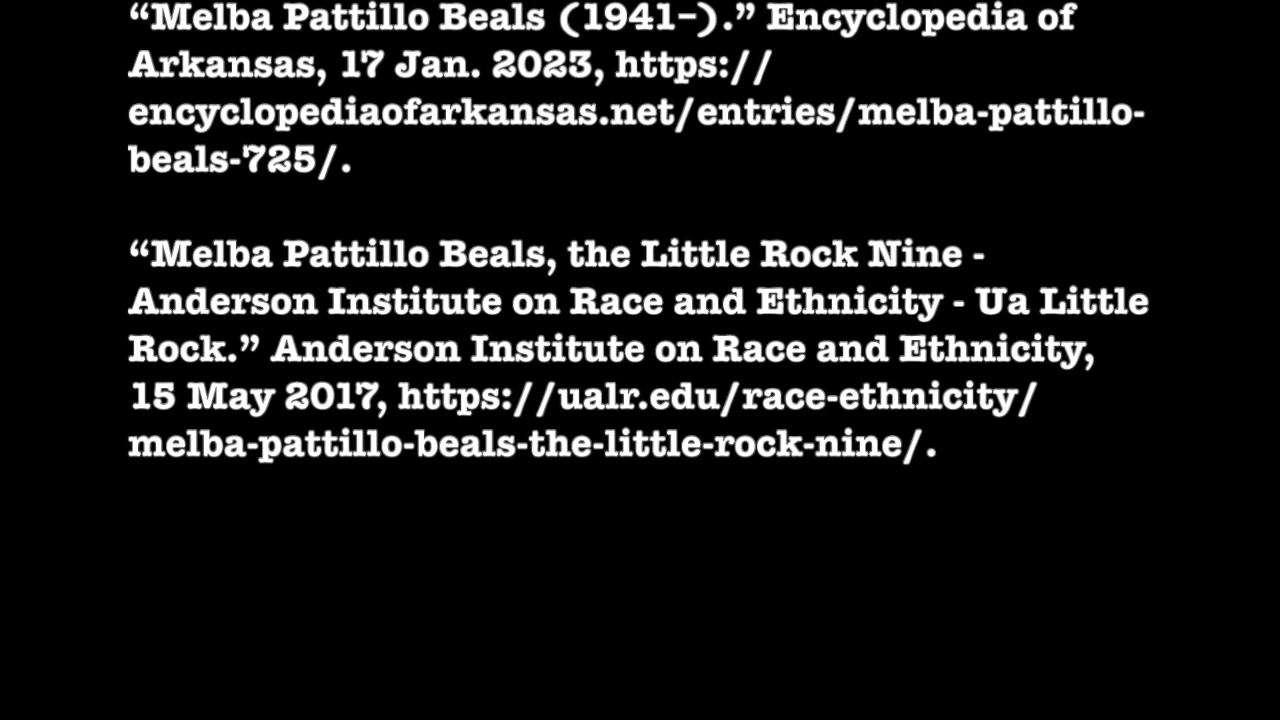 “Melba Pattillo Beals (1941–).” Encyclopedia of
Arkansas, 17 Jan. 2023, https://
encyclopediaofarkansas.net/entries/melba-pattillo-
beals-725/.
“Melba Pattillo Beals, the Little Rock Nine -
Anderson Institute on Race and Ethnicity - Ua Little
Rock.” Anderson Institute on Race and Ethnicity,
15 May 2017, https://ualr.edu/race-ethnicity/
melba-pattillo-beals-the-little-rock-nine/.